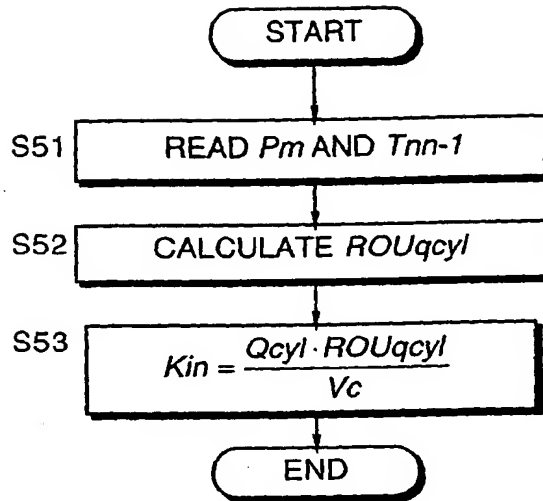 START
S51
READ Pm AND Tnn-1
S52
CALCULATE ROUqcyl
S53
Kin = Qcyl · ROUqcyl / Vc
END